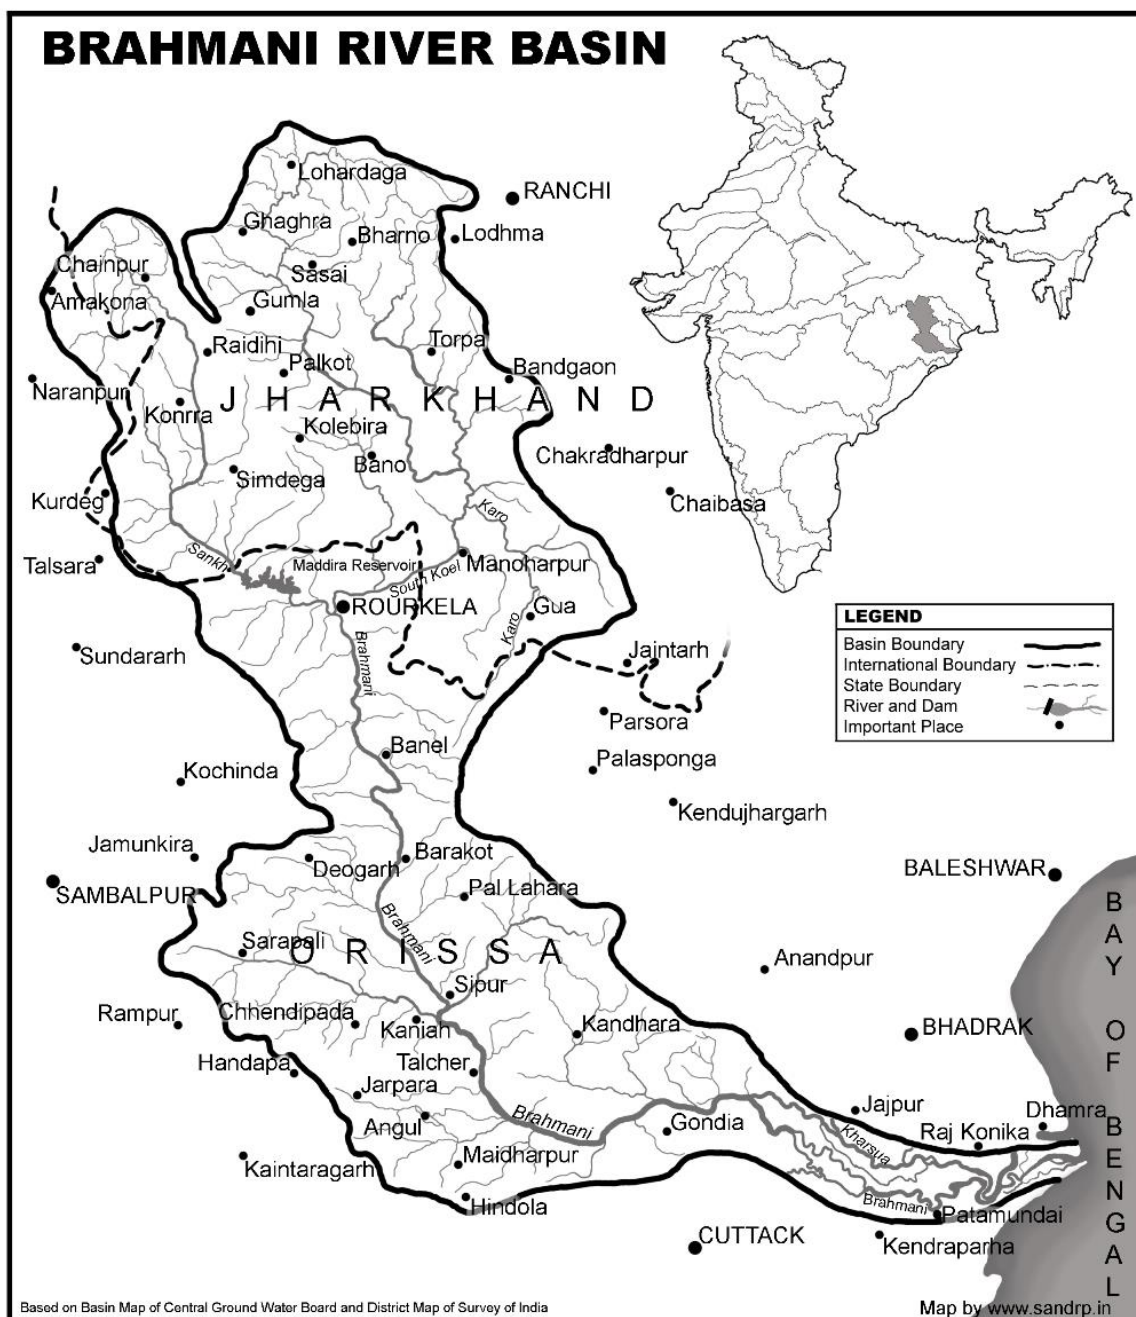 BRAHMANI RIVER BASIN
Lohardaga
RANCHI
Ghaghra
Bharno
Lodhma
Chainpur
Sasai
Amakona
Gumla
Raidihi
Torpa
Palkot
Bandgaon
Naranpur
JHARKHAND
Konrra
Kolebira
Bano
Chakradharpur
Simdega
Kurdeg
Karo
Chaibasa
Sankh
Maddira Reservoir
Manoharpur
Talsara
South Koel
ROURKELA
Gua
Karo
LEGEND
Basin Boundary
International Boundary
State Boundary
River and Dam
Important Place
Brahmani
Sundararh
Jaintarh
Parsora
Banel
Palasponga
Kochinda
Kendujhargarh
Jamunkira
Deogarh
Barakot
BALESHWAR
SAMBALPUR
Pal Lahara
Brahmani
Sarapali
ORISSA
Anandpur
Sipur
Rampur
Chhendipada
Kaniah
Kandhara
BHADRAK
Handapa
Talcher
Jarpara
Angul
Brahmani
Gondia
Jajpur
Dhamra
Kharsua
Raj Konika
Kaintaragarh
Maidharpur
Hindola
Brahmani
Patamundai
CUTTACK
Kendraparha
BAY OF BENGAL
Based on Basin Map of Central Ground Water Board and District Map of Survey of India
Map by www.sandrp.in